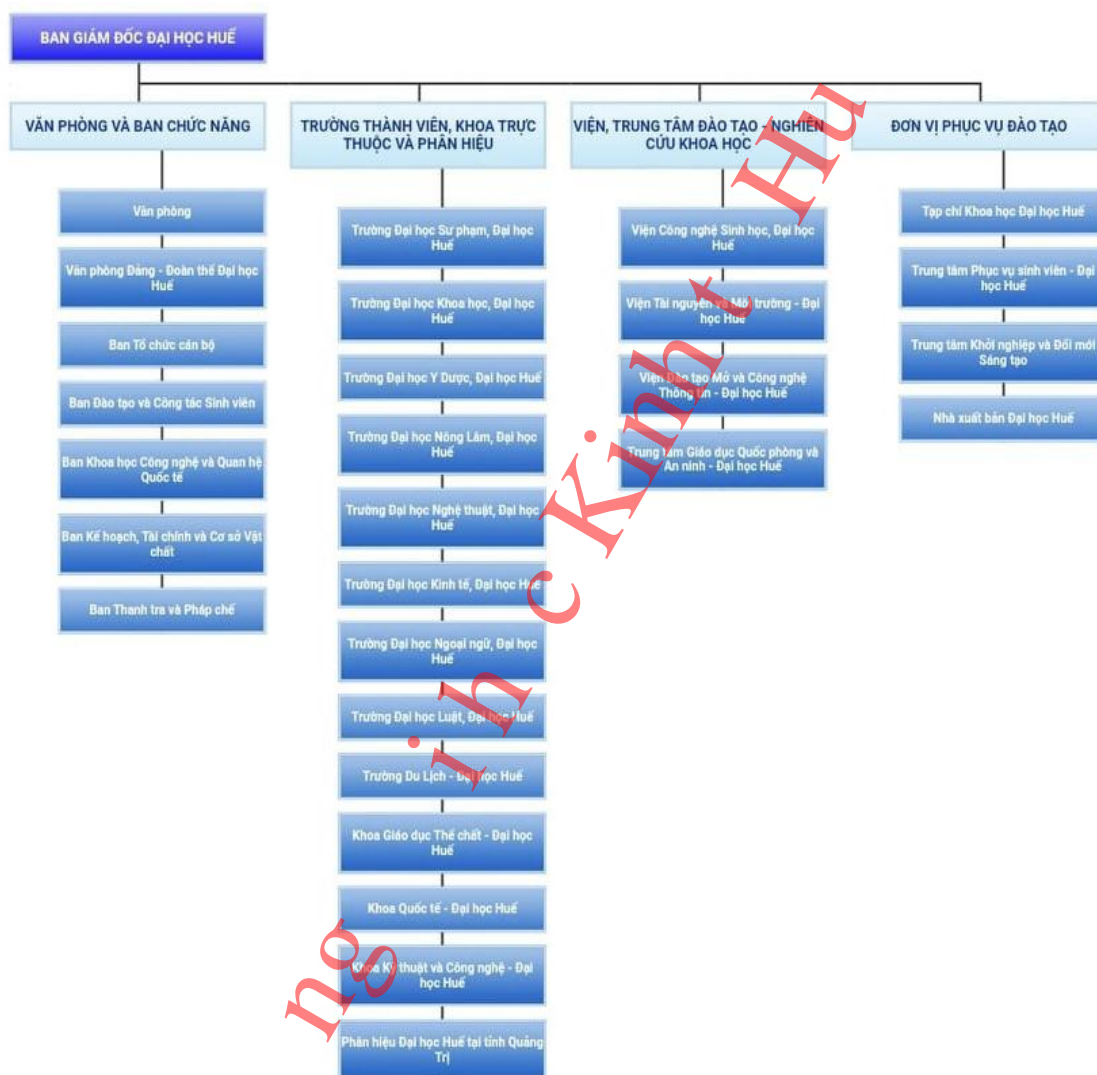 BAN GIÁM ĐỐC ĐẠI HỌC HUẾ
VĂN PHÒNG VÀ BAN CHỨC NĂNG
Văn phòng
Văn phòng Đảng - Đoàn thể Đại học
Huế
Ban Tổ chức cán bộ
Ban Đào tạo và Công tác Sinh viên
Ban Khoa học Công nghệ và Quan hệ
Quốc tế
Ban Kế hoạch, Tài chính và Cơ sở Vật
chất
Ban Thanh tra và Pháp chế
TRƯỜNG THÀNH VIÊN, KHOA TRỰC
THUỘC VÀ PHÂN HIỆU
Trường Đại học Sư phạm, Đại học
Huế
Trường Đại học Khoa học, Đại học
Huế
Trường Đại học Y Dược, Đại học Huế
Trường Đại học Nông Lâm, Đại học
Huế
Trường Đại học Nghệ thuật, Đại học
Huế
Trường Đại học Kinh tế, Đại học Huế
Trường Đại học Ngoại ngữ, Đại học
Huế
Trường Đại học Luật, Đại học Huế
Trường Du Lịch - Đại học Huế
Khoa Giáo dục Thể chất - Đại học
Huế
Khoa Quốc tế - Đại học Huế
Khoa Kỹ thuật và Công nghệ - Đại
học Huế
Phân hiệu Đại học Huế tại tỉnh Quảng
Trị
VIỆN, TRUNG TÂM ĐÀO TẠO - NGHIÊN
CỨU KHOA HỌC
Viện Công nghệ Sinh học, Đại học
Huế
Viện Tài nguyên và Môi trường - Đại
học Huế
Viện Đào tạo Mở và Công nghệ
Thông tin - Đại học Huế
Trung tâm Giáo dục Quốc phòng và
An ninh - Đại học Huế
ĐƠN VỊ PHỤC VỤ ĐÀO TẠO
Tạp chí Khoa học Đại học Huế
Trung tâm Phục vụ sinh viên - Đại
học Huế
Trung tâm Khởi nghiệp và Đổi mới
Sáng tạo
Nhà xuất bản Đại học Huế
ng i h c Kinh t Hu